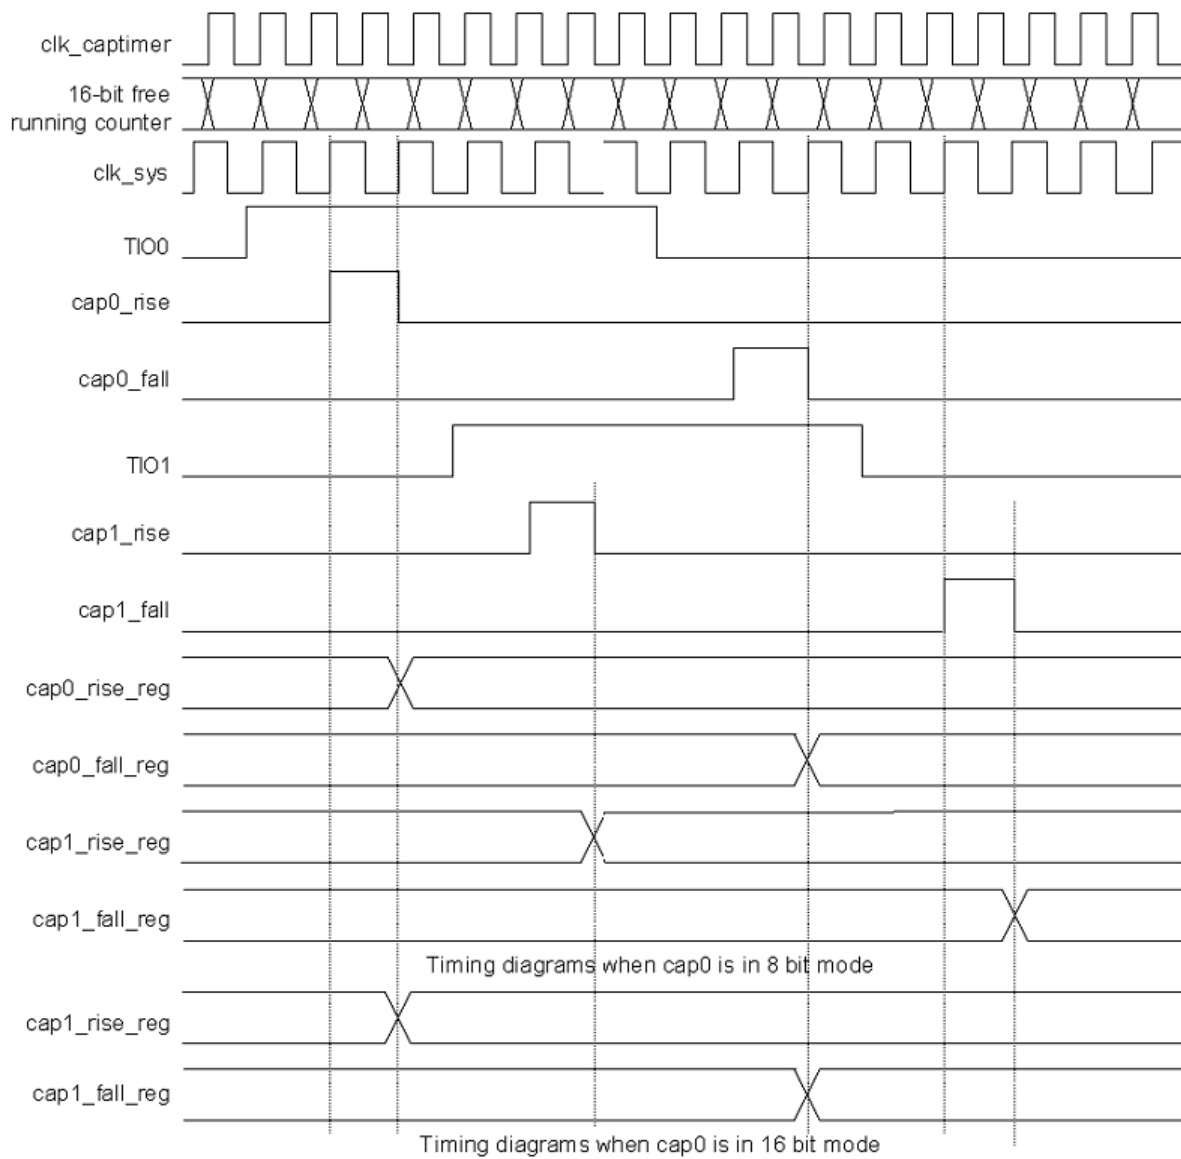 clk_captimer
16-bit free
running counter
clk_sys
TIO0
cap0_rise
cap0_fall
TIO1
cap1_rise
cap1_fall
cap0_rise_reg
cap0_fall_reg
cap1_rise_reg
cap1_fall_reg
Timing diagrams when cap0 is in 8 bit mode
cap1_rise_reg
cap1_fall_reg
Timing diagrams when cap0 is in 16 bit mode